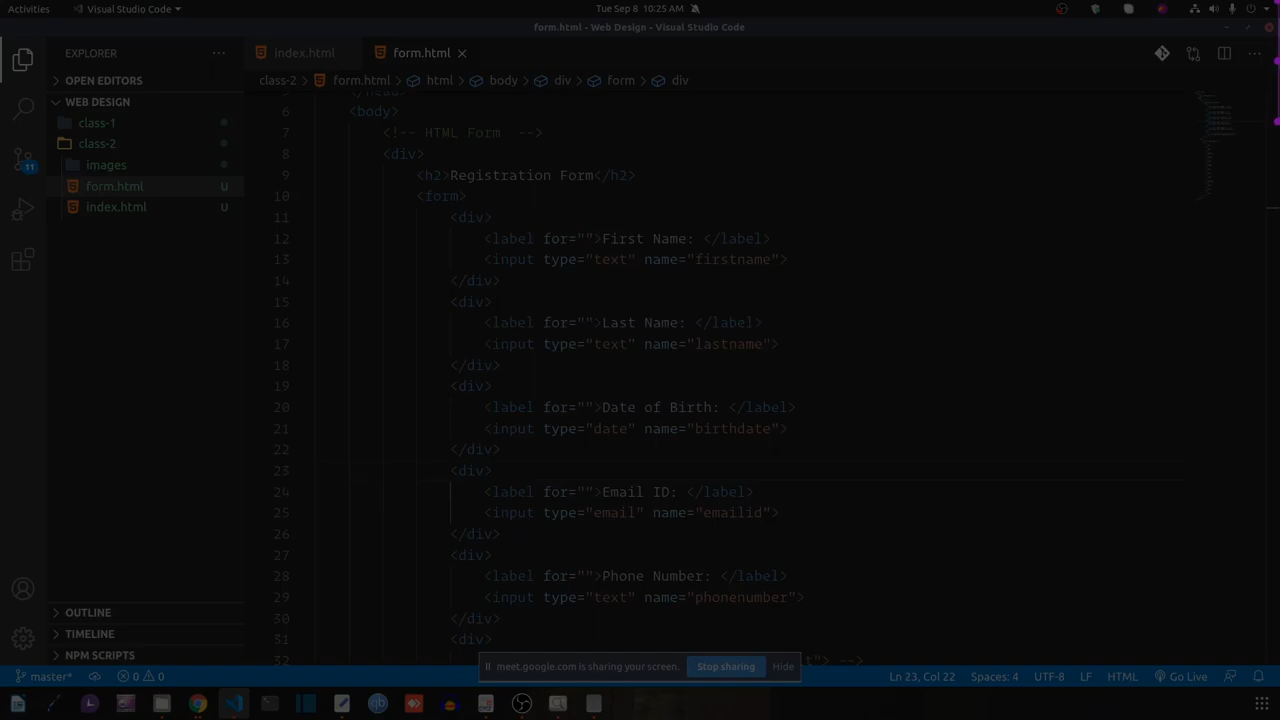 Activities
Visual Studio Code
Tue Sep 8 10:25 AM
form.html - Web Design - Visual Studio Code
EXPLORER
index.html
form.html
OPEN EDITORS
class-2 > form.html > html > body > div > form > div
WEB DESIGN
class-1
class-2
images
form.html U
index.html U
11
6 <body>
7 <!-- HTML Form -->
8 <div>
9 <h2>Registration Form</h2>
10 <form>
11 <div>
12 <label for="">First Name: </label>
13 <input type="text" name="firstname">
14 </div>
15 <div>
16 <label for="">Last Name: </label>
17 <input type="text" name="lastname">
18 </div>
19 <div>
20 <label for="">Date of Birth: </label>
21 <input type="date" name="birthdate">
22 </div>
23 <div>
24 <label for="">Email ID: </label>
25 <input type="email" name="emailid">
26 </div>
27 <div>
28 <label for="">Phone Number: </label>
29 <input type="text" name="phonenumber">
30 </div>
31 <div>
32
OUTLINE
TIMELINE
NPM SCRIPTS
meet.google.com is sharing your screen.
Stop sharing
Hide
master*
0 0
Ln 23, Col 22
Spaces: 4
UTF-8
LF
HTML
Go Live